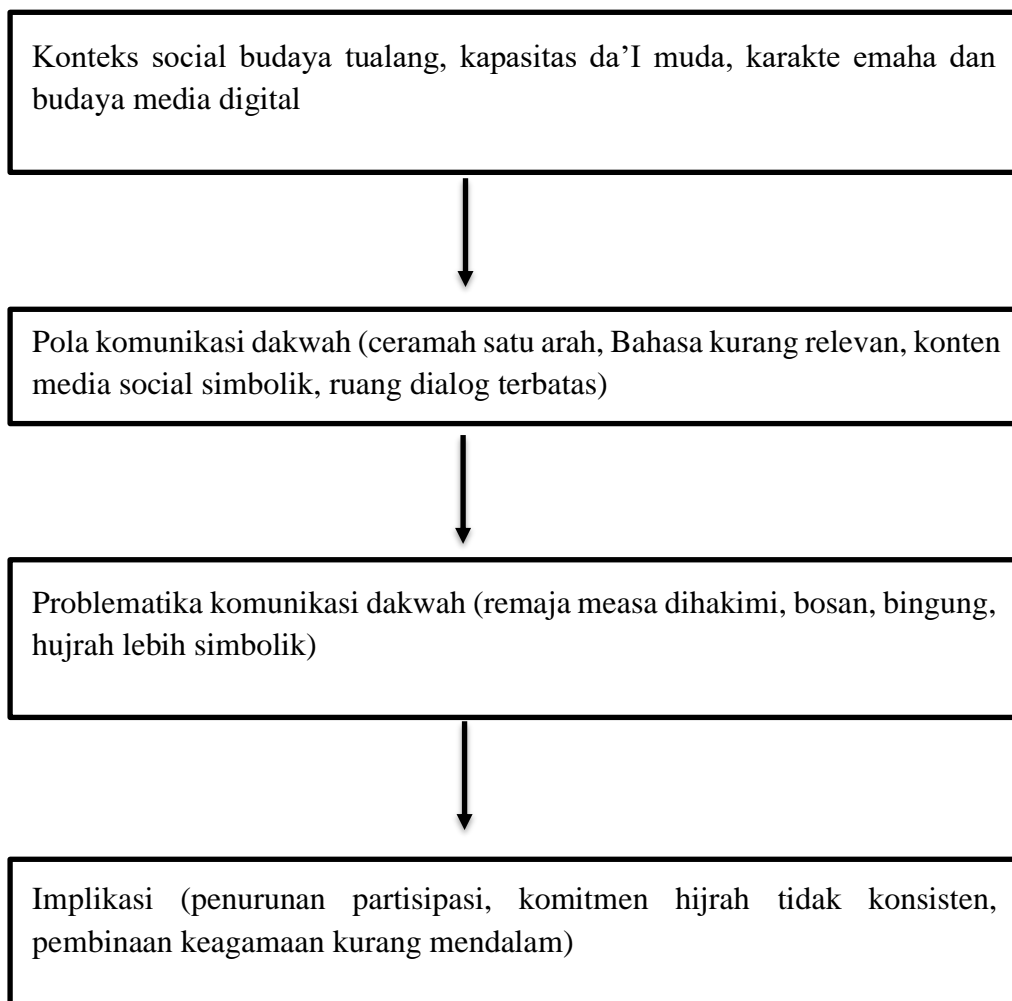 Konteks social budaya tualang, kapasitas da’I muda, karakte emaha dan
budaya media digital
Pola komunikasi dakwah (ceramah satu arah, Bahasa kurang relevan, konten
media social simbolik, ruang dialog terbatas)
Problematika komunikasi dakwah (remaja measa dihakimi, bosan, bingung,
hujrah lebih simbolik)
Implikasi (penurunan partisipasi, komitmen hijrah tidak konsisten,
pembinaan keagamaan kurang mendalam)